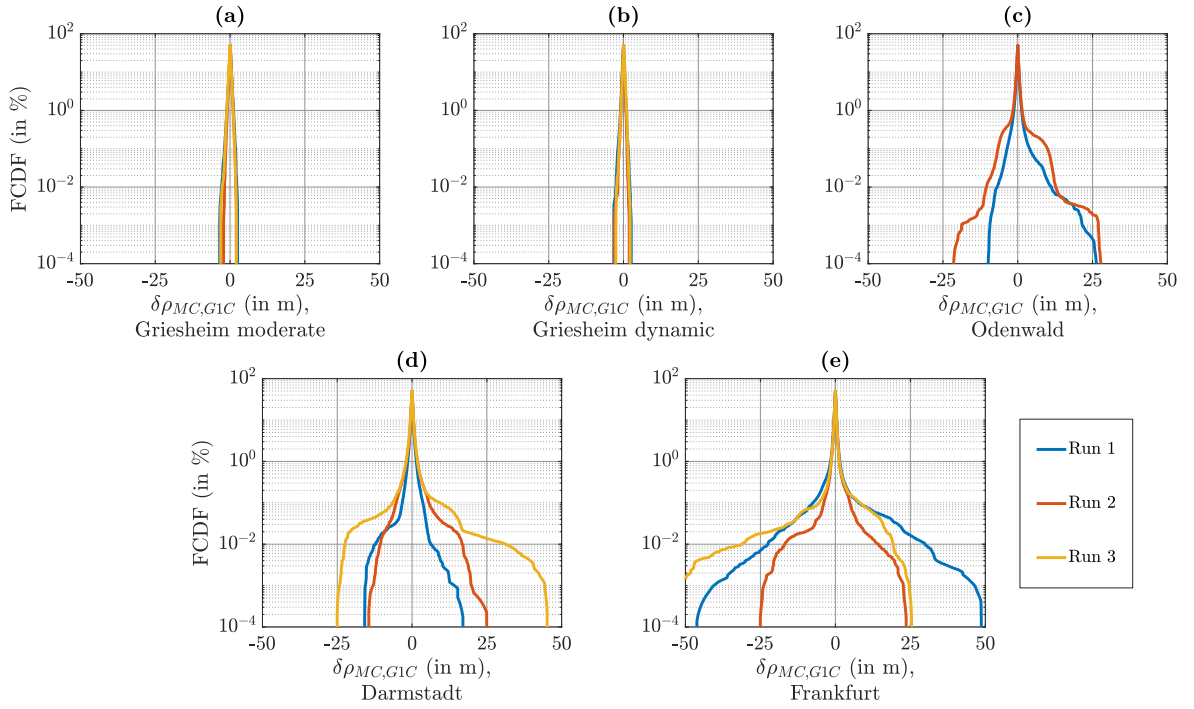 (a)
(b)
(c)
FCDF (in %)
10^2
10^0
10^-2
10^-4
-50 -25 0 25 50
δρ_MC,G1C (in m),
Griesheim moderate
10^2
10^0
10^-2
10^-4
-50 -25 0 25 50
δρ_MC,G1C (in m),
Griesheim dynamic
10^2
10^0
10^-2
10^-4
-50 -25 0 25 50
δρ_MC,G1C (in m),
Odenwald
(d)
(e)
FCDF (in %)
10^2
10^0
10^-2
10^-4
-50 -25 0 25 50
δρ_MC,G1C (in m),
Darmstadt
10^2
10^0
10^-2
10^-4
-50 -25 0 25 50
δρ_MC,G1C (in m),
Frankfurt
Run 1
Run 2
Run 3